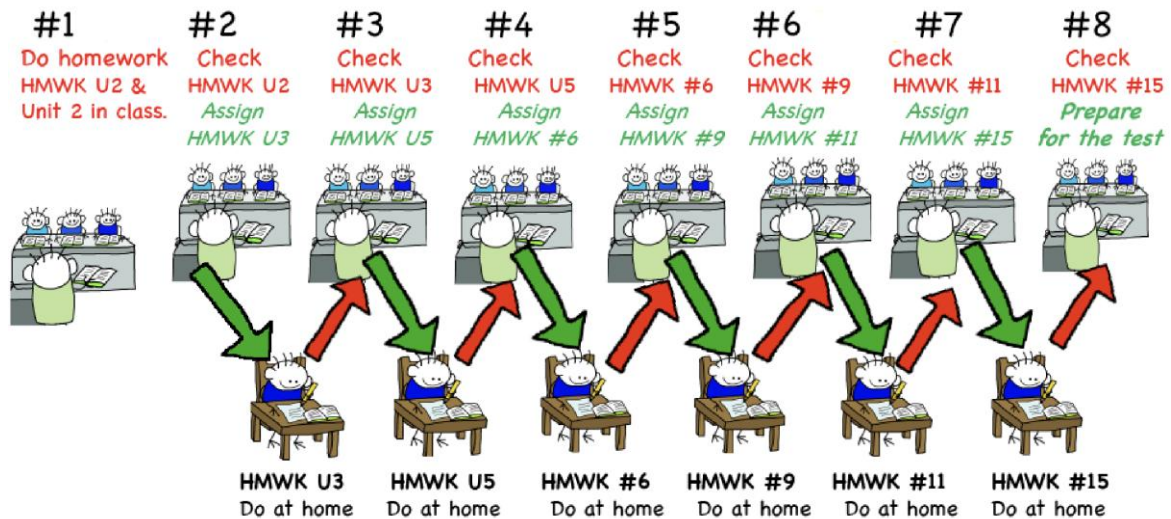 #1
Do homework
HMWK U2 &
Unit 2 in class.
#2
Check
HMWK U2
Assign
HMWK U3
#3
Check
HMWK U3
Assign
HMWK U5
#4
Check
HMWK U5
Assign
HMWK #6
#5
Check
HMWK #6
Assign
HMWK #9
#6
Check
HMWK #9
Assign
HMWK #11
#7
Check
HMWK #11
Assign
HMWK #15
#8
Check
HMWK #15
Prepare
for the test
HMWK U3
Do at home
HMWK U5
Do at home
HMWK #6
Do at home
HMWK #9
Do at home
HMWK #11
Do at home
HMWK #15
Do at home